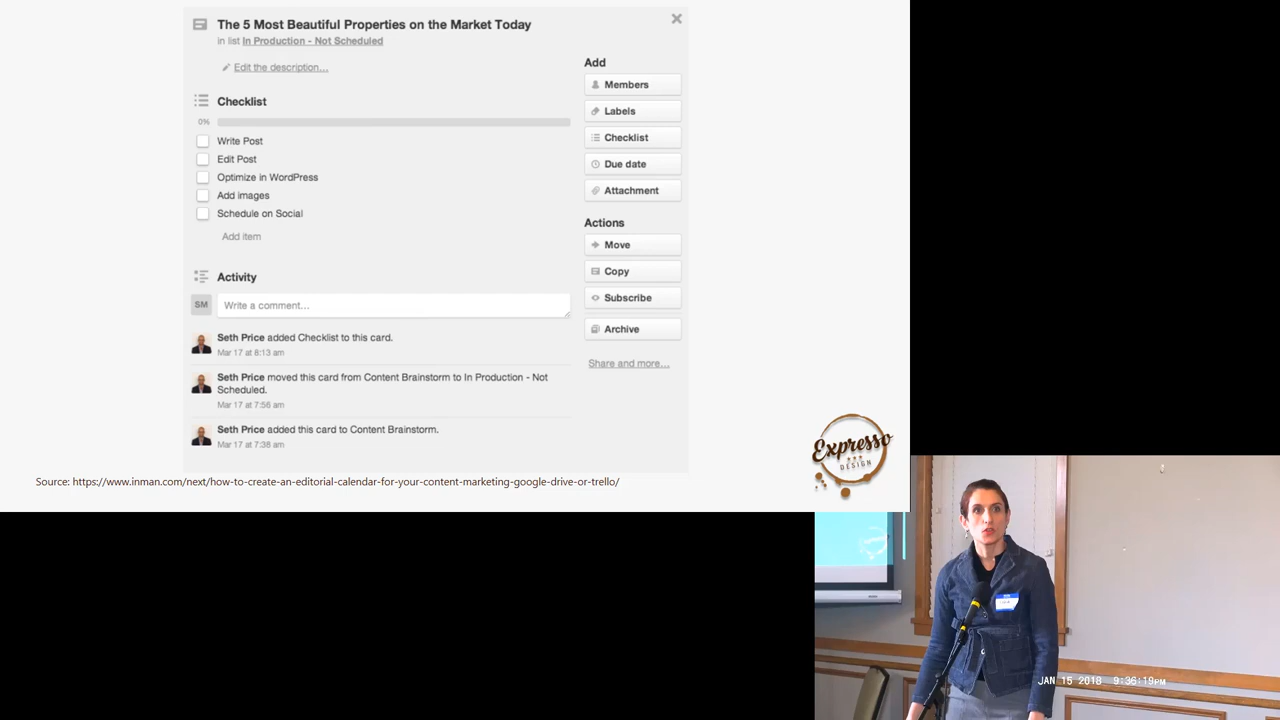 The 5 Most Beautiful Properties on the Market Today
in list In Production - Not Scheduled
Edit the description...
Checklist
0%
Write Post
Edit Post
Optimize in WordPress
Add images
Schedule on Social
Add item
Activity
SM
Write a comment...
Seth Price added Checklist to this card.
Mar 17 at 8:13 am
Seth Price moved this card from Content Brainstorm to In Production - Not
Scheduled.
Mar 17 at 7:56 am
Seth Price added this card to Content Brainstorm.
Mar 17 at 7:38 am
Add
Members
Labels
Checklist
Due date
Attachment
Actions
Move
Copy
Subscribe
Archive
Share and more...
Expresso
DESIGN
Source: https://www.inman.com/next/how-to-create-an-editorial-calendar-for-your-content-marketing-google-drive-or-trello/
JAN 15 2018 9:36:19PM